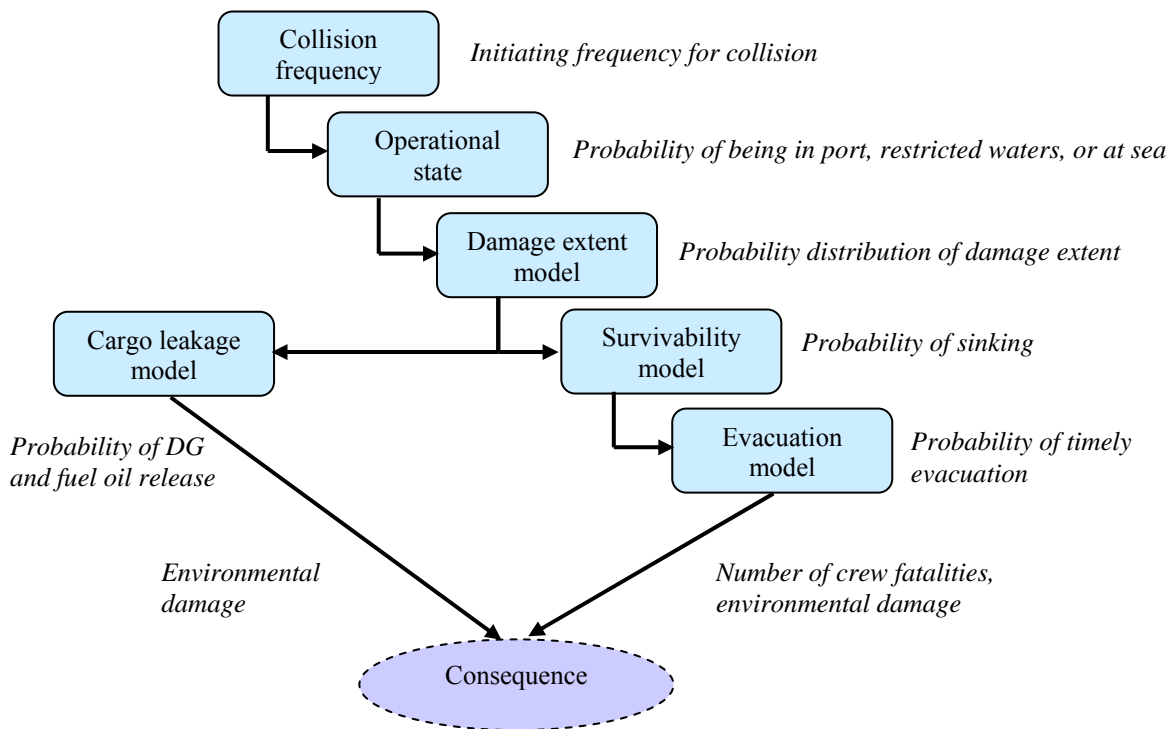 Collision
frequency
Initiating frequency for collision
Operational
state
Probability of being in port, restricted waters, or at sea
Damage extent
model
Probability distribution of damage extent
Cargo leakage
model
Survivability
model
Probability of sinking
Probability of DG
and fuel oil release
Evacuation
model
Probability of timely
evacuation
Environmental
damage
Number of crew fatalities,
environmental damage
Consequence